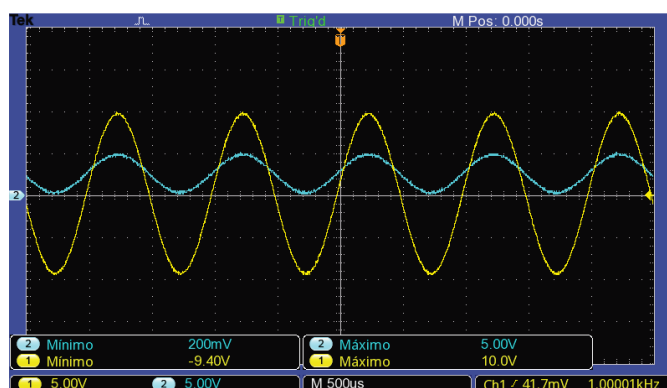 Tek T Trig'd M Pos: 0.000s
T
2
2 Mínimo 200mV 2 Máximo 5.00V
1 Mínimo -9.40V 1 Máximo 10.0V
1 5.00V 2 5.00V M 500us Ch1 / 41.7mV 1.00001kHz